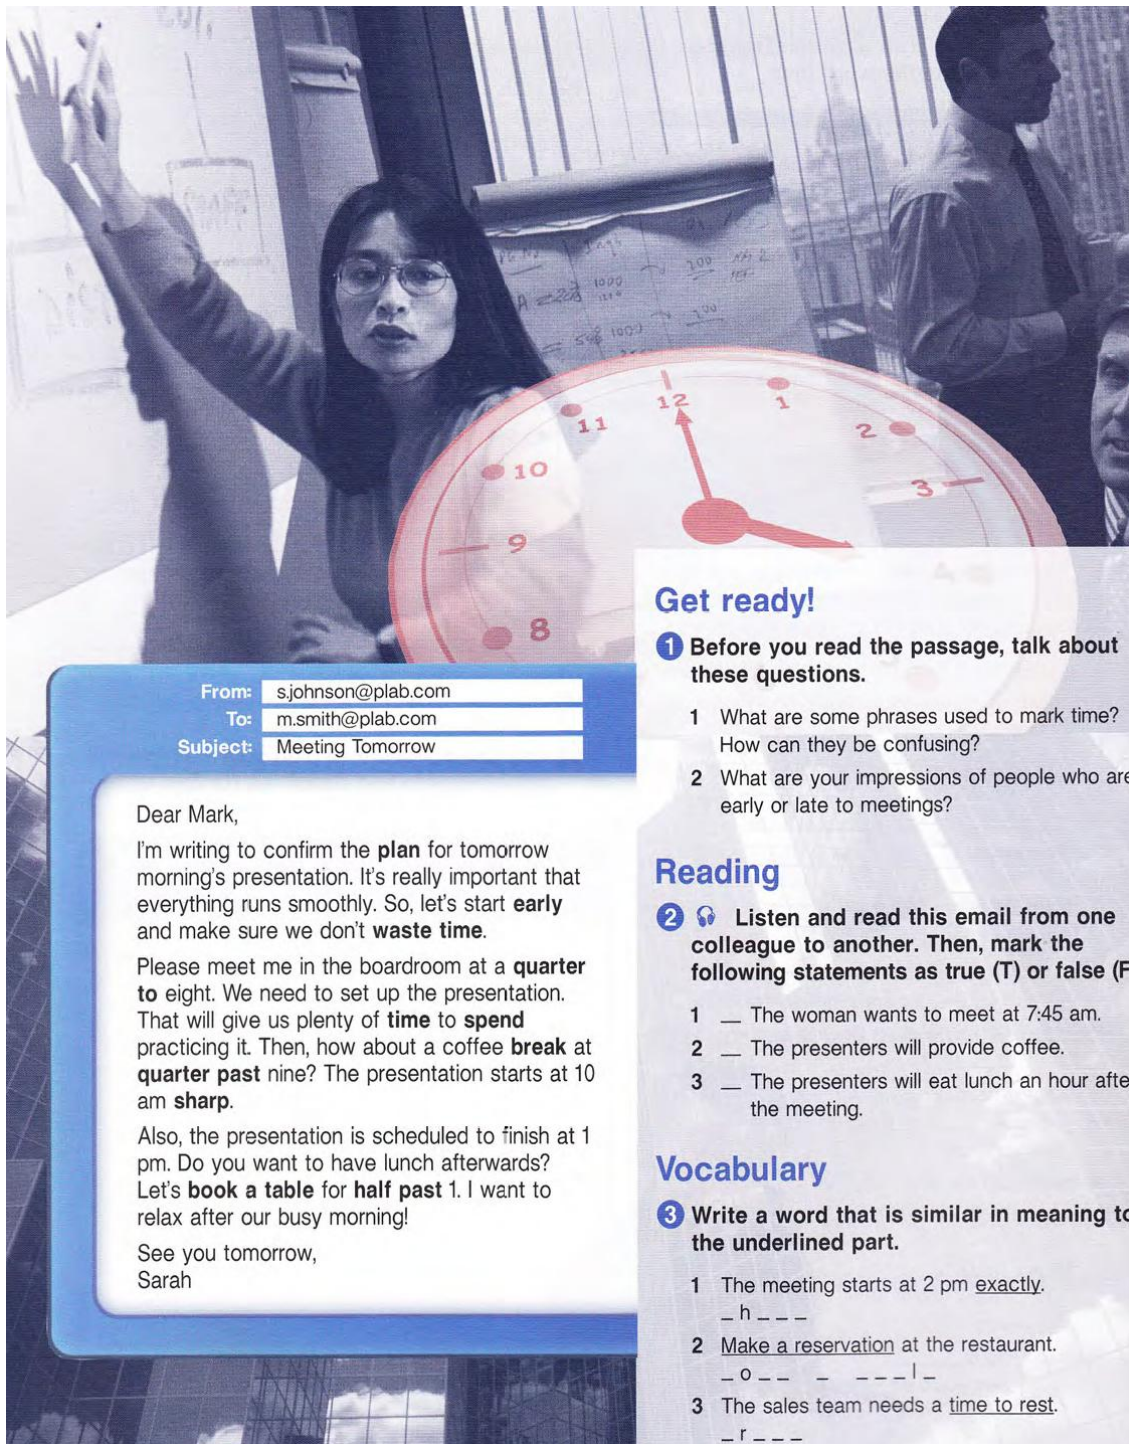 12
1
2
3
8
9
10
11
From: s.johnson@plab.com
To: m.smith@plab.com
Subject: Meeting Tomorrow
Dear Mark,
I'm writing to confirm the plan for tomorrow
morning's presentation. It's really important that
everything runs smoothly. So, let's start early
and make sure we don't waste time.
Please meet me in the boardroom at a quarter
to eight. We need to set up the presentation.
That will give us plenty of time to spend
practicing it. Then, how about a coffee break at
quarter past nine? The presentation starts at 10
am sharp.
Also, the presentation is scheduled to finish at 1
pm. Do you want to have lunch afterwards?
Let's book a table for half past 1. I want to
relax after our busy morning!
See you tomorrow,
Sarah
Get ready!
1 Before you read the passage, talk about
these questions.
1 What are some phrases used to mark time?
How can they be confusing?
2 What are your impressions of people who are
early or late to meetings?
Reading
2 Listen and read this email from one
colleague to another. Then, mark the
following statements as true (T) or false (F
1 _ The woman wants to meet at 7:45 am.
2 _ The presenters will provide coffee.
3 _ The presenters will eat lunch an hour afte
the meeting.
Vocabulary
3 Write a word that is similar in meaning to
the underlined part.
1 The meeting starts at 2 pm exactly.
_ h _ _ _
2 Make a reservation at the restaurant.
_ o _ _ _ _ _ _ l _
3 The sales team needs a time to rest.
_ r _ _ _